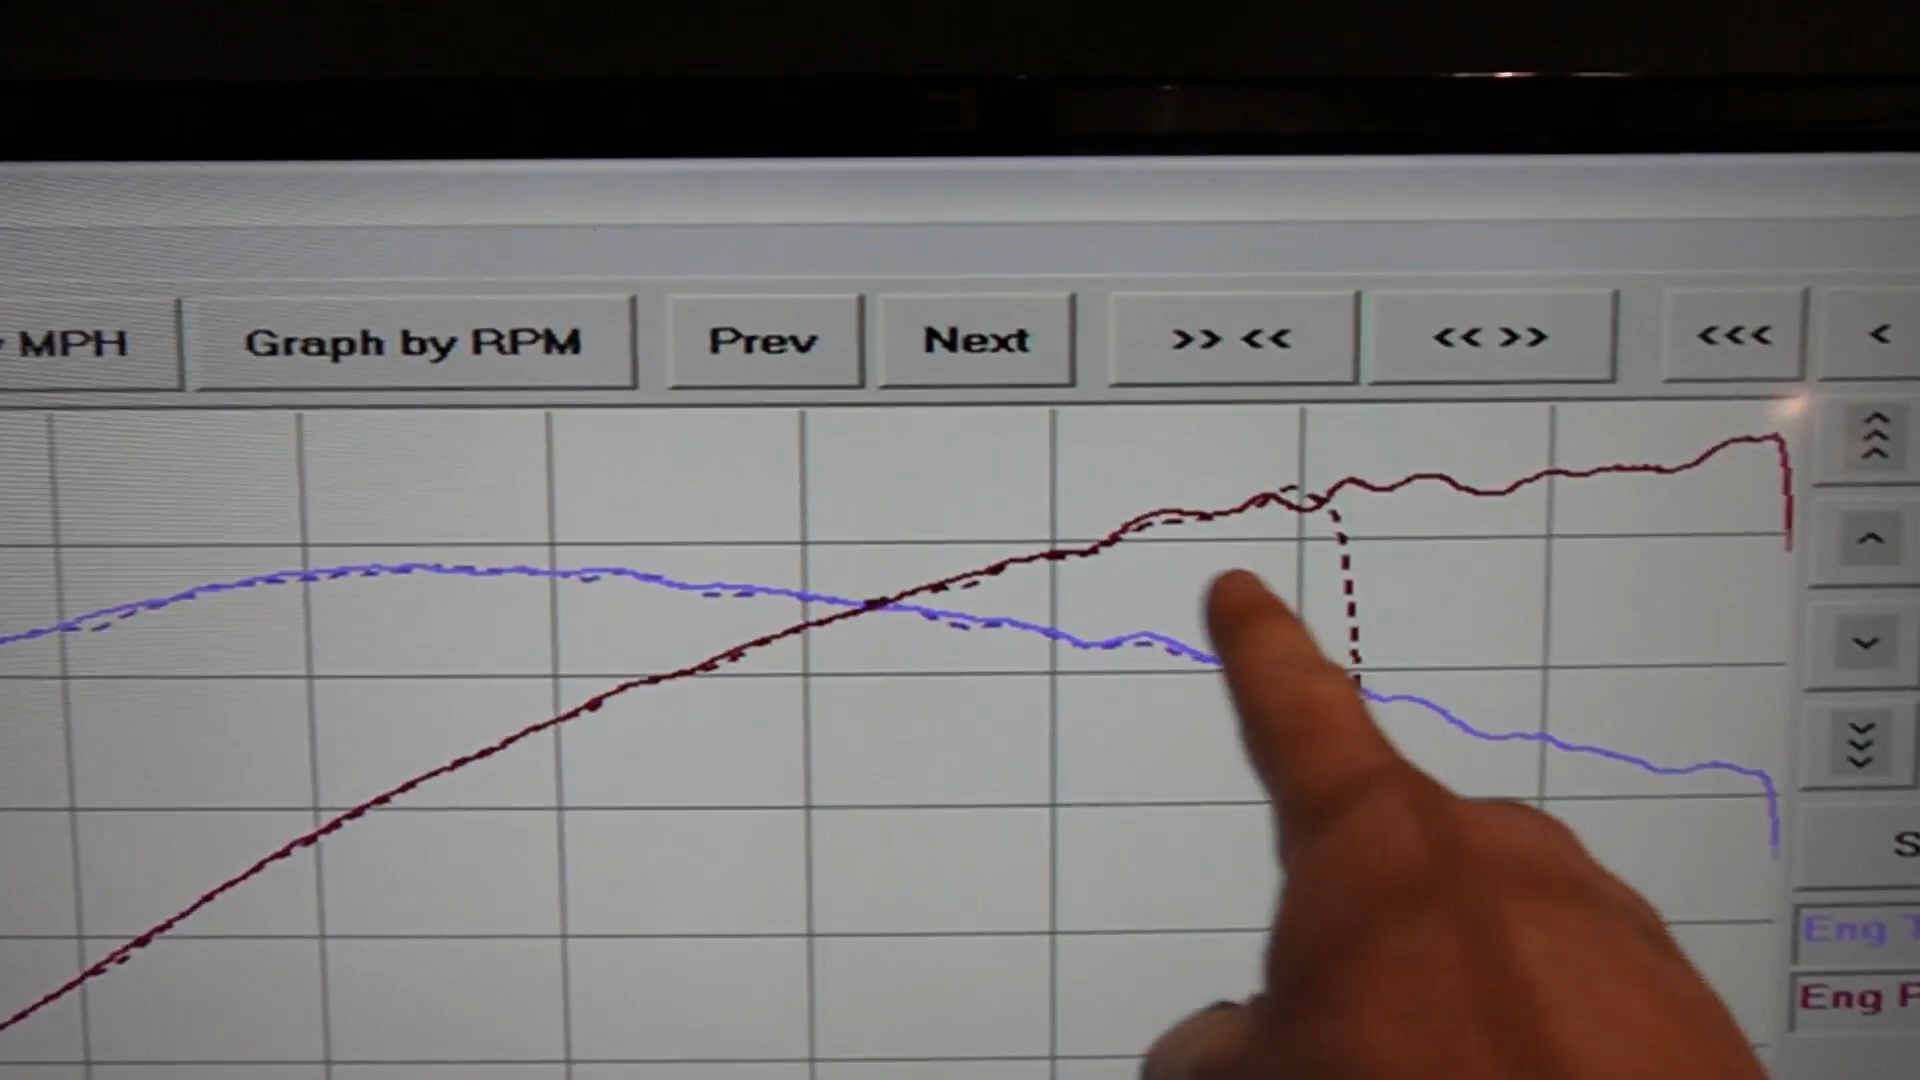 MPH
Graph by RPM
Prev
Next
>> <<
<< >>
<<<
<
Eng
Eng